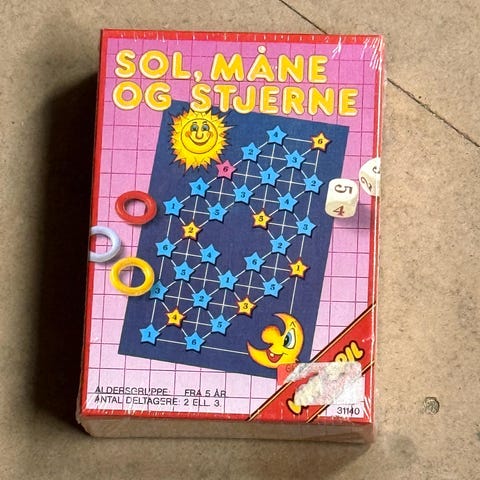 SOL, MÅNE
OG STJERNE
ALDERSGRUPPE: FRA 5 ÅR.
ANTAL DELTAGERE: 2 ELL. 3.
31140